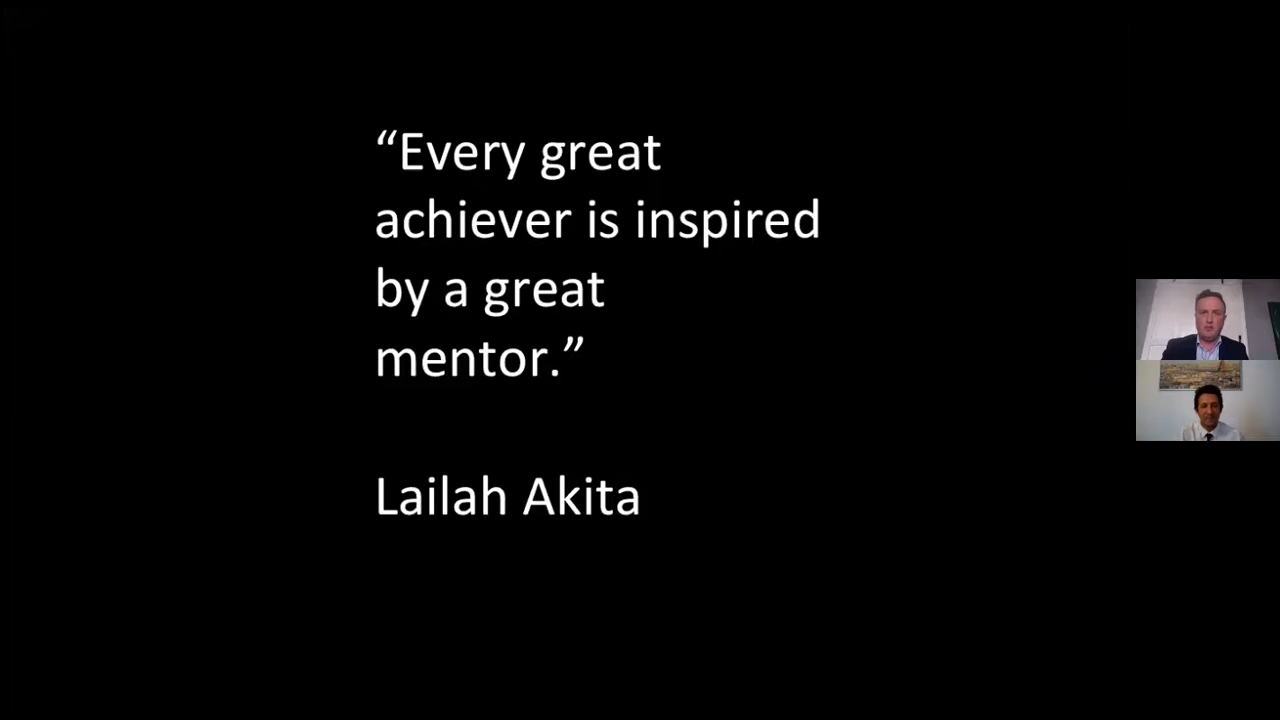 “Every great
achiever is inspired
by a great
mentor.”
Lailah Akita